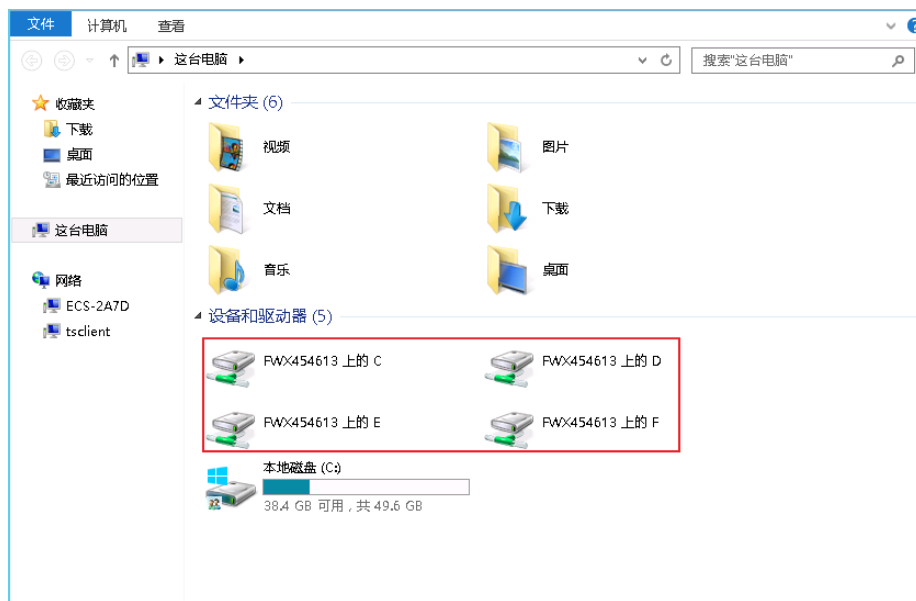 文件 计算机 查看
这台电脑
搜索"这台电脑"
收藏夹
下载
桌面
最近访问的位置
这台电脑
网络
ECS-2A7D
tsclient
文件夹 (6)
视频 图片
文档 下载
音乐 桌面
设备和驱动器 (5)
FWX454613 上的 C FWX454613 上的 D
FWX454613 上的 E FWX454613 上的 F
本地磁盘 (C:)
38.4 GB 可用，共 49.6 GB